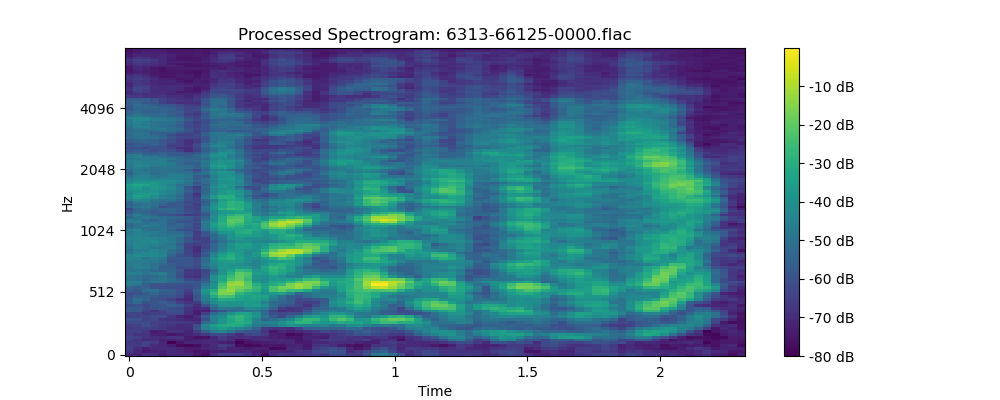 Processed Spectrogram: 6313-66125-0000.flac
Hz
4096
2048
1024
512
0
0
0.5
1
1.5
2
Time
-10 dB
-20 dB
-30 dB
-40 dB
-50 dB
-60 dB
-70 dB
-80 dB